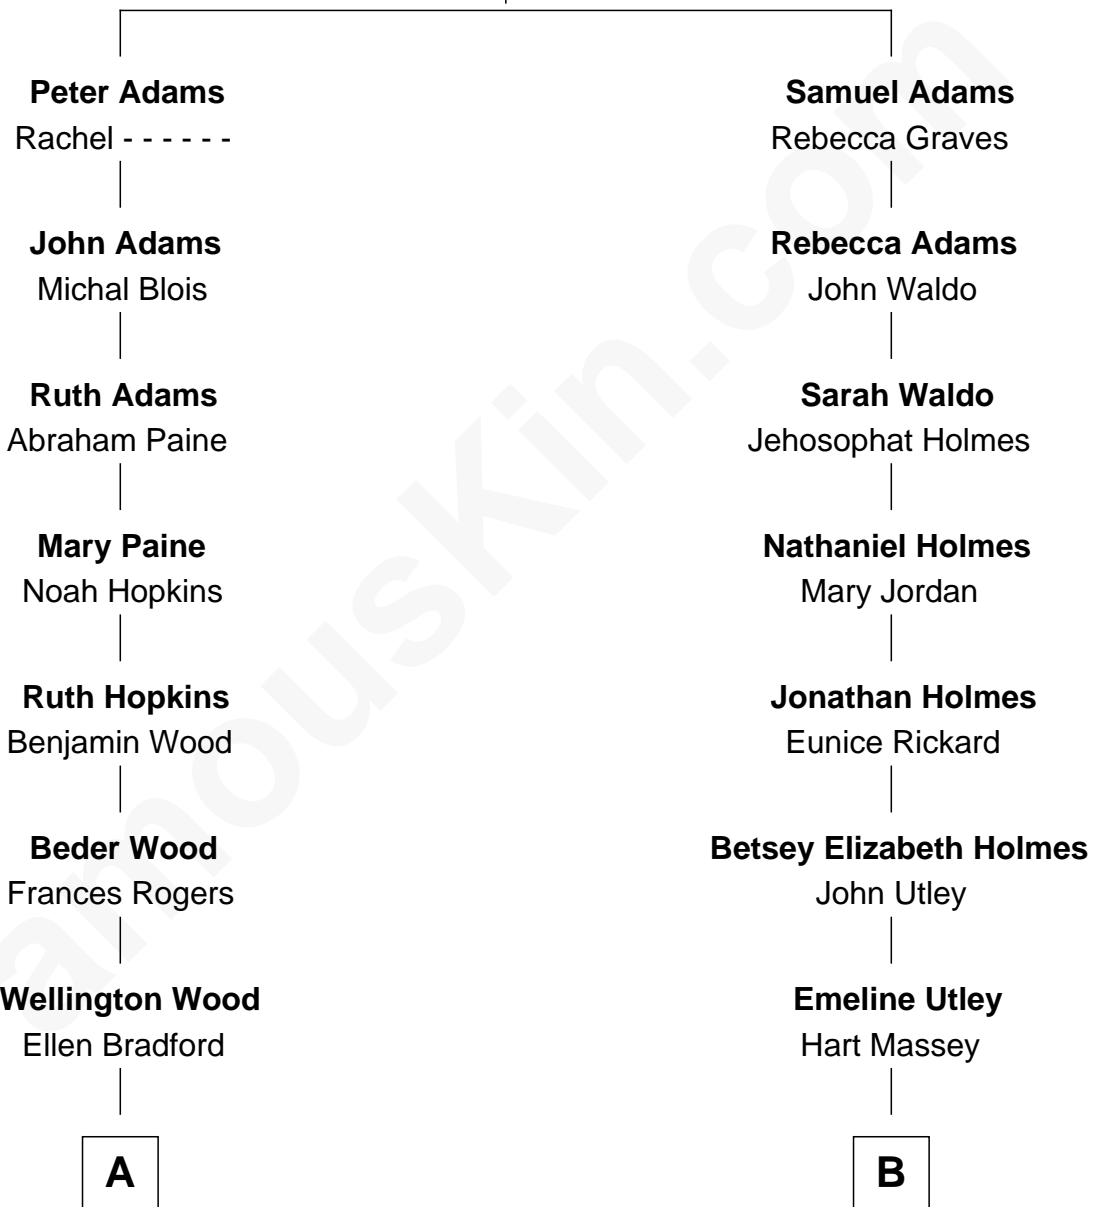 Peter Adams
Rachel - - - - - -
Samuel Adams
Rebecca Graves
John Adams
Michal Blois
Rebecca Adams
John Waldo
Ruth Adams
Abraham Paine
Sarah Waldo
Jehosophat Holmes
Mary Paine
Noah Hopkins
Nathaniel Holmes
Mary Jordan
Ruth Hopkins
Benjamin Wood
Jonathan Holmes
Eunice Rickard
Beder Wood
Frances Rogers
Betsey Elizabeth Holmes
John Utley
Wellington Wood
Ellen Bradford
Emeline Utley
Hart Massey
A
B
amousKin.com